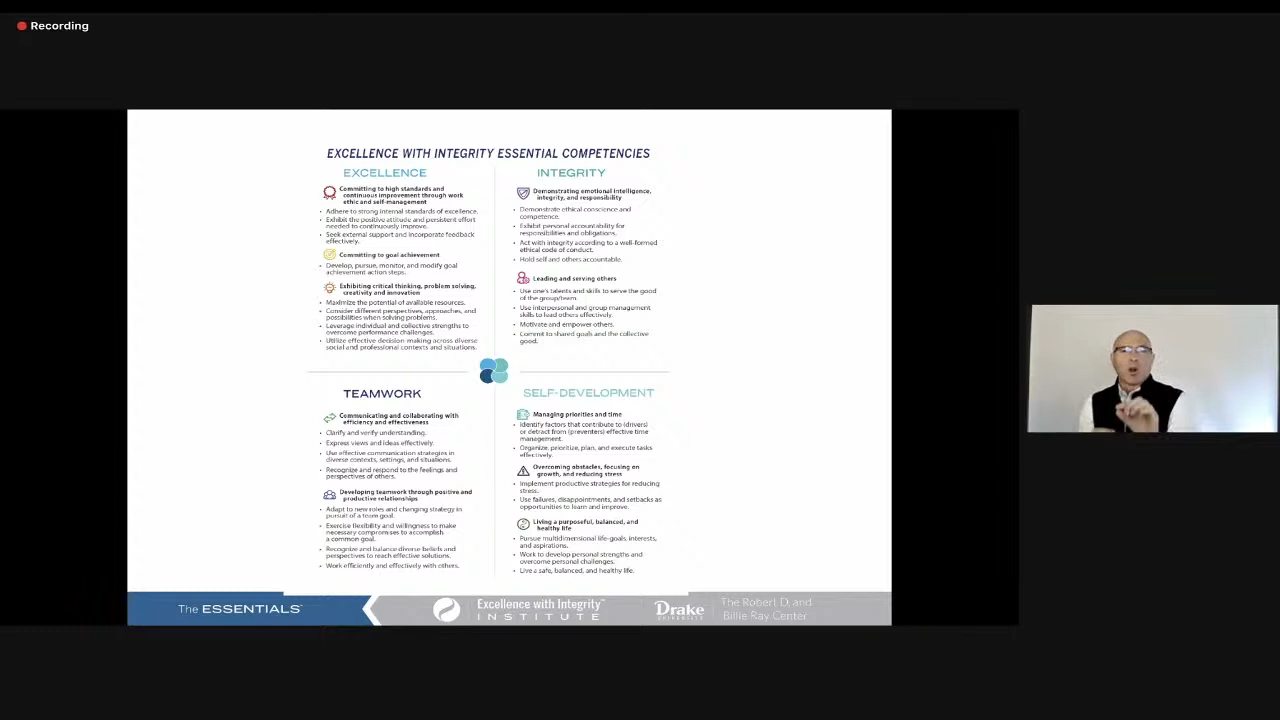 Recording
EXCELLENCE WITH INTEGRITY ESSENTIAL COMPETENCIES
EXCELLENCE
Committing to high standards and
continuous improvement through work
ethic and self-management
• Adhere to strong internal standards of excellence.
• Exhibit the positive attitude and persistent effort
needed to continuously improve.
• Seek external support and incorporate feedback
effectively.
Committing to goal achievement
• Develop, pursue, monitor, and modify goal
achievement action steps.
Exhibiting critical thinking, problem solving,
creativity and innovation
• Maximize the potential of available resources.
• Consider different perspectives, approaches, and
possibilities when solving problems.
• Leverage individual and collective strengths to
overcome performance challenges.
• Utilize effective decision-making across diverse
social and professional contexts and situations.
INTEGRITY
Demonstrating emotional intelligence,
integrity, and responsibility
• Demonstrate ethical conscience and
competence.
• Exhibit personal accountability for
responsibilities and obligations.
• Act with integrity according to a well-formed
ethical code of conduct.
• Hold self and others accountable.
Leading and serving others
• Use one's talents and skills to serve the good
of the group/team.
• Use interpersonal and group management
skills to lead others effectively.
• Motivate and empower others.
• Commit to shared goals and the collective
good.
TEAMWORK
Communicating and collaborating with
efficiency and effectiveness
• Clarify and verify understanding.
• Express views and ideas effectively.
• Use effective communication strategies in
diverse contexts, settings, and situations.
• Recognize and respond to the feelings and
perspectives of others.
Developing teamwork through positive and
productive relationships
• Adapt to new roles and changing strategy in
pursuit of a team goal.
• Exercise flexibility and willingness to make
necessary compromises to accomplish
a common goal.
• Recognize and balance diverse beliefs and
perspectives to reach effective solutions.
• Work efficiently and effectively with others.
SELF-DEVELOPMENT
Managing priorities and time
• Identify factors that contribute to (drivers)
or detract from (preventers) effective time
management.
• Organize, prioritize, plan, and execute tasks
effectively.
Overcoming obstacles, focusing on
growth, and reducing stress
• Implement productive strategies for reducing
stress.
• Use failures, disappointments, and setbacks as
opportunities to learn and improve.
Living a purposeful, balanced, and
healthy life
• Pursue multidimensional life-goals, interests,
and aspirations.
• Work to develop personal strengths and
overcome personal challenges.
• Live a safe, balanced, and healthy life.
The ESSENTIALS™
Excellence with Integrity™
INSTITUTE
Drake
UNIVERSITY
The Robert D. and
Billie Ray Center